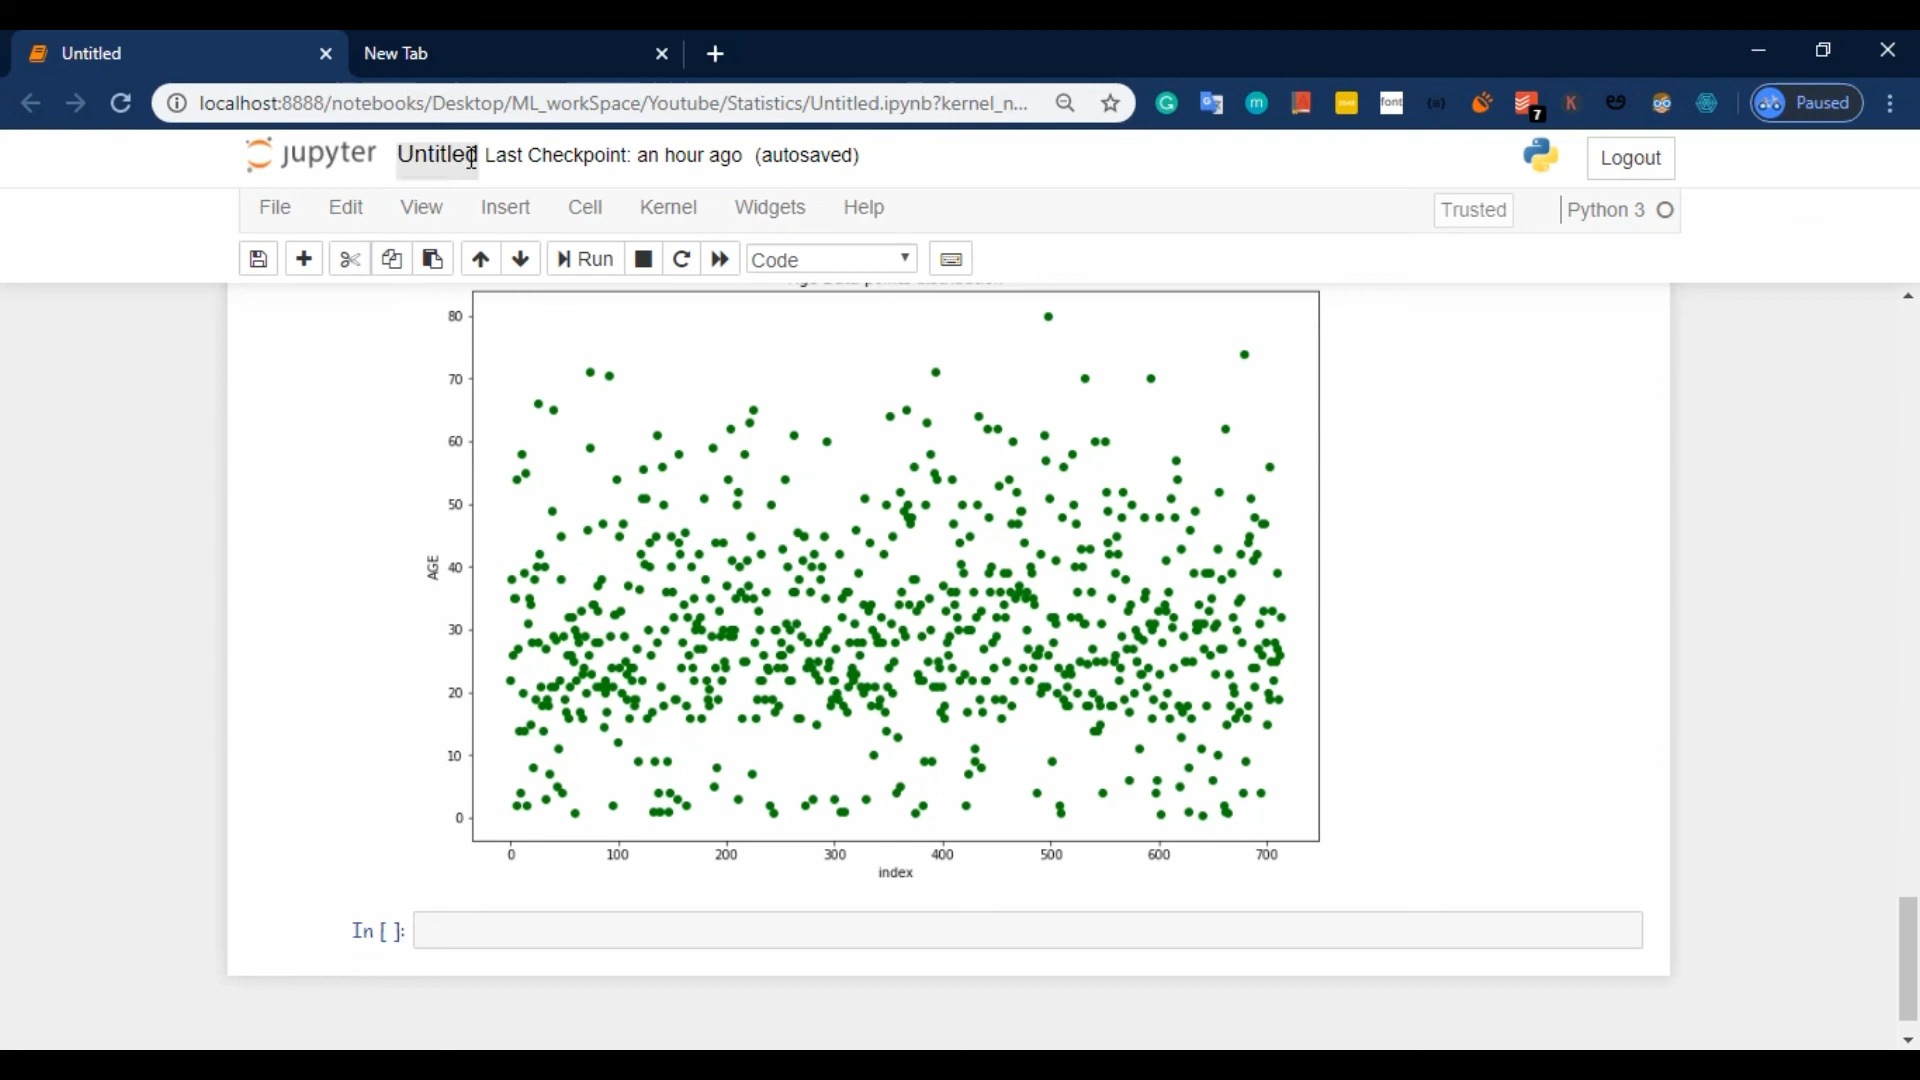 Untitled
New Tab
localhost:8888/notebooks/Desktop/ML_workSpace/Youtube/Statistics/Untitled.ipynb?kernel_n...
font
7
K
Paused
jupyter Untitled Last Checkpoint: an hour ago (autosaved)
Logout
File Edit View Insert Cell Kernel Widgets Help
Trusted Python 3
Run
Code
80
70
60
50
40
30
20
10
0
AGE
0 100 200 300 400 500 600 700
index
In [ ]: